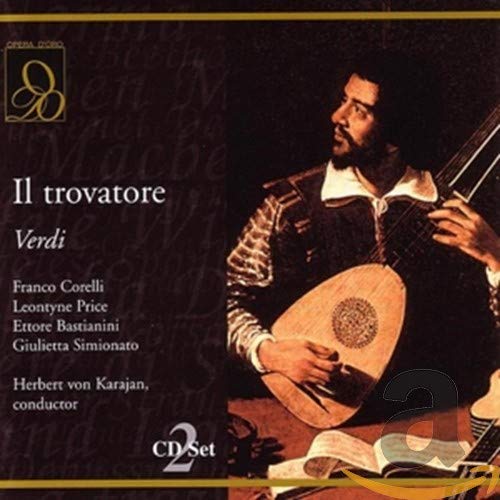 OPERA D'ORO
Il trovatore
Verdi
Franco Corelli
Leontyne Price
Ettore Bastianini
Giulietta Simionato
Herbert von Karajan,
conductor
2
CD Set
a